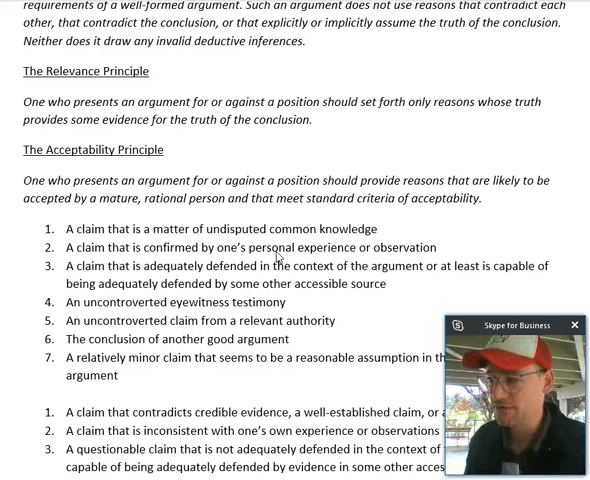 requirements of a well-formed argument. Such an argument does not use reasons that contradict each
other, that contradict the conclusion, or that explicitly or implicitly assume the truth of the conclusion.
Neither does it draw any invalid deductive inferences.
The Relevance Principle
One who presents an argument for or against a position should set forth only reasons whose truth
provides some evidence for the truth of the conclusion.
The Acceptability Principle
One who presents an argument for or against a position should provide reasons that are likely to be
accepted by a mature, rational person and that meet standard criteria of acceptability.
1. A claim that is a matter of undisputed common knowledge
2. A claim that is confirmed by one's personal experience or observation
3. A claim that is adequately defended in the context of the argument or at least is capable of
being adequately defended by some other accessible source
4. An uncontroverted eyewitness testimony
5. An uncontroverted claim from a relevant authority
6. The conclusion of another good argument
7. A relatively minor claim that seems to be a reasonable assumption in
argument
1. A claim that contradicts credible evidence, a well-established claim, or
2. A claim that is inconsistent with one's own experience or observations
3. A questionable claim that is not adequately defended in the context of
capable of being adequately defended by evidence in some other
Skype for Business